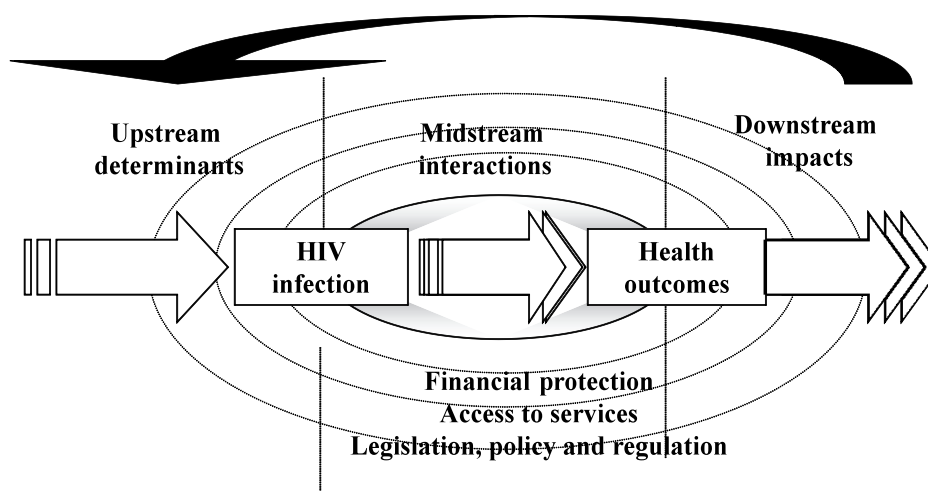 Upstream
determinants
Midstream
interactions
Downstream
impacts
HIV
infection
Health
outcomes
Financial protection
Access to services
Legislation, policy and regulation